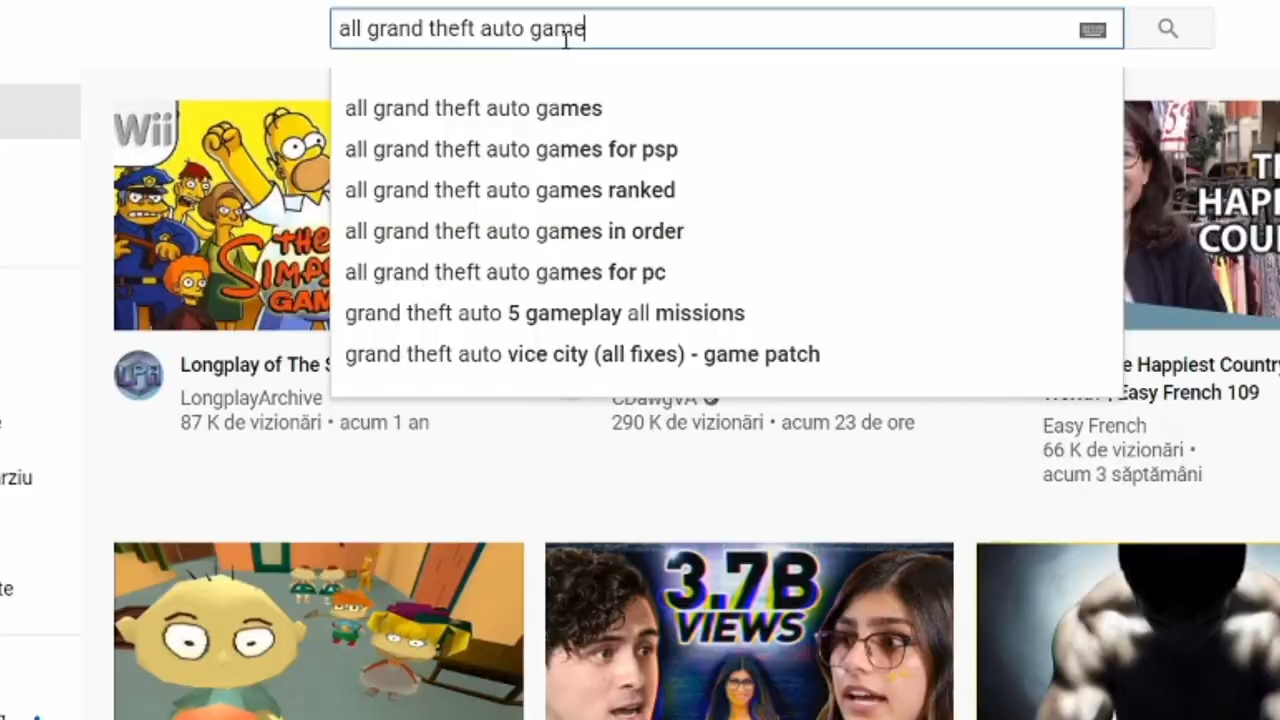 all grand theft auto game
all grand theft auto games
all grand theft auto games for psp
all grand theft auto games ranked
all grand theft auto games in order
all grand theft auto games for pc
grand theft auto 5 gameplay all missions
grand theft auto vice city (all fixes) - game patch
Wii
THE
SIMPS
GAM
HAP
COU
LPA
Longplay of The S
LongplayArchive
87 K de vizionări • acum 1 an
CDawgVA
290 K de vizionări • acum 23 de ore
e Happiest Country
Easy French 109
Easy French
66 K de vizionări •
acum 3 săptămâni
rziu
te
3.7B
VIEWS